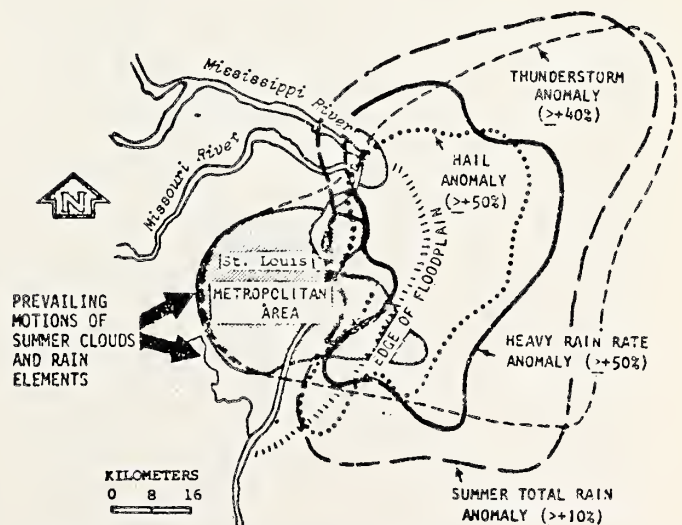 Mississippi River
THUNDERSTORM
ANOMALY
(≥+40%)
Missouri River
HAIL
ANOMALY
(≥+50%)
N
St. Louis
METROPOLITAN
AREA
EDGE OF FLOODPLAIN
PREVAILING
MOTIONS OF
SUMMER CLOUDS
AND RAIN
ELEMENTS
HEAVY RAIN RATE
ANOMALY (≥+50%)
KILOMETERS
0 8 16
SUMMER TOTAL RAIN
ANOMALY (>+10%)